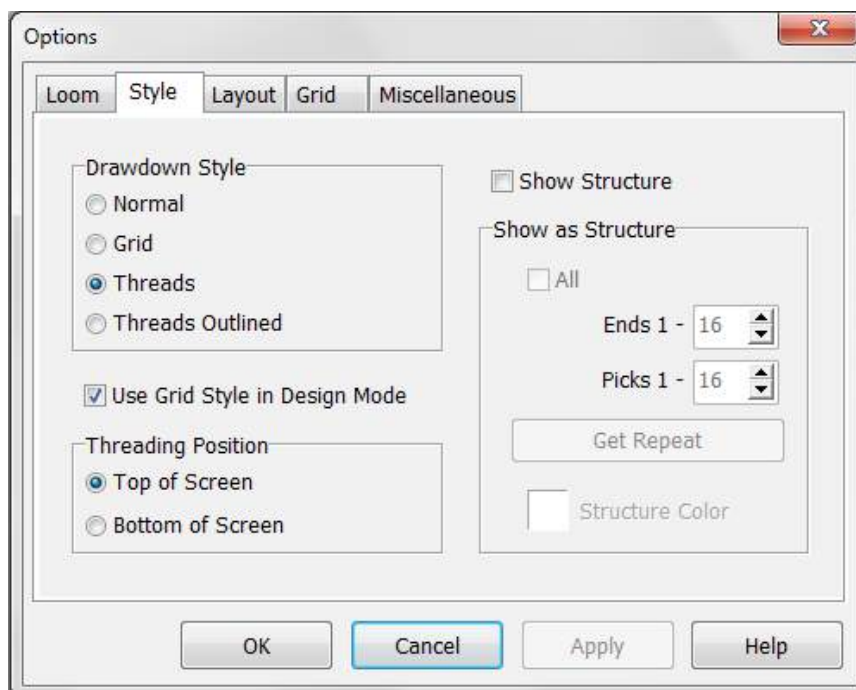 Options
Loom Style Layout Grid Miscellaneous
Drawdown Style
Normal
Grid
Threads
Threads Outlined
Use Grid Style in Design Mode
Threading Position
Top of Screen
Bottom of Screen
Show Structure
Show as Structure
All
Ends 1 - 16
Picks 1 - 16
Get Repeat
Structure Color
OK Cancel Apply Help